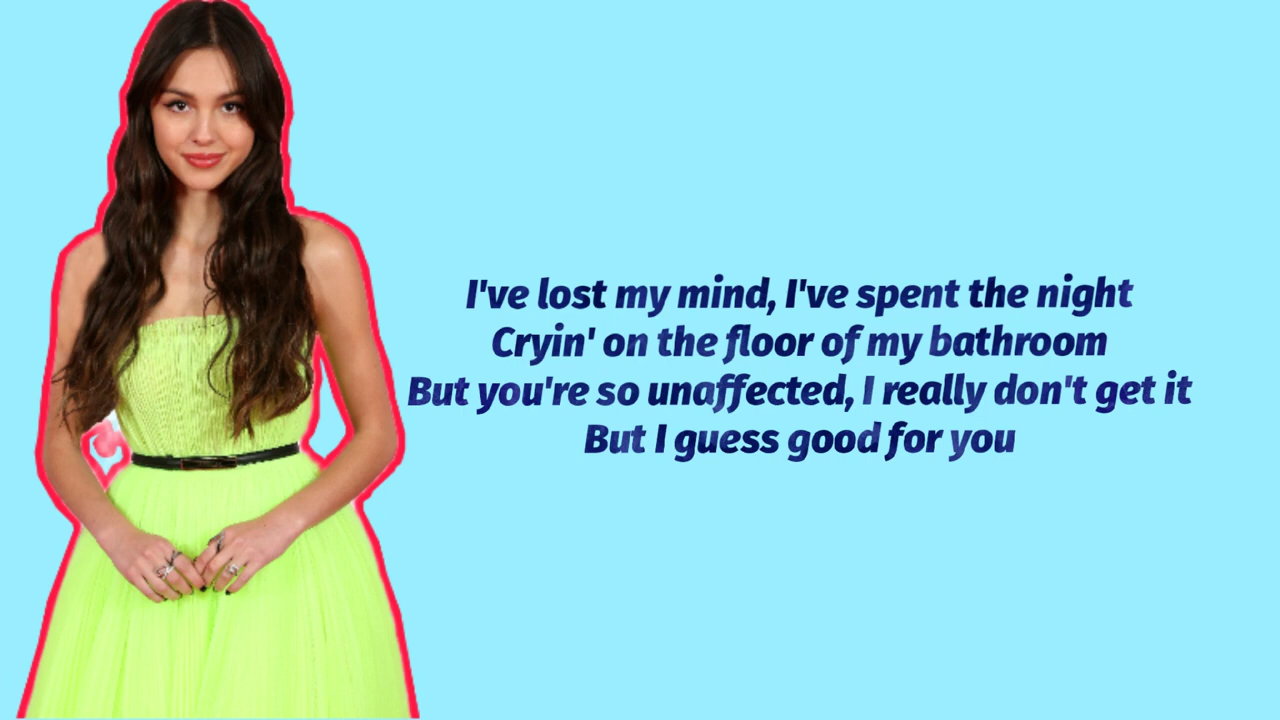 I've lost my mind, I've spent the night
Cryin' on the floor of my bathroom
But you're so unaffected, I really don't get it
But I guess good for you